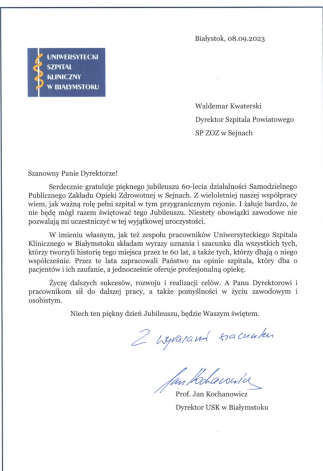 Białystok, 08.09.2023
UNIWERSYTECKI
SZPITAL
KLINICZNY
W BIAŁYMSTOKU
Waldemar Kwaterski
Dyrektor Szpitala Powiatowego
SP ZOZ w Sejnach
Szanowny Panie Dyrektorze!
Serdecznie gratuluje pięknego jubileuszu 60-lecia działalności Samodzielnego
Publicznego Zakładu Opieki Zdrowotnej w Sejnach. Z wieloletniej naszej współpracy
wiem, jak ważną rolę pełni szpital w tym przygranicznym rejonie. I żałuje bardzo, że
nie będę mógł razem świętować tego Jubileuszu. Niestety obowiązki zawodowe nie
pozwalają mi uczestniczyć w tej wyjątkowej uroczystości.
W imieniu własnym, jak też zespołu pracowników Uniwersyteckiego Szpitala
Klinicznego w Białymstoku składam wyrazy uznania i szacunku dla wszystkich tych,
którzy tworzyli historię tego miejsca przez te 60 lat, a także tych, którzy dbają o niego
współcześnie. Przez te lata zapracowali Państwo na opinie szpitala, który dba o
pacjentów i ich zaufanie, a jednocześnie oferuje profesjonalną opiekę.
Życzę dalszych sukcesów, rozwoju i realizacji celów. A Panu Dyrektorowi i
pracownikom sił do dalszej pracy, a także pomyślności w życiu zawodowym i
osobistym.
Niech ten piękny dzień Jubileuszu, będzie Waszym świętem.
Z wyrazami szacunku
Jan Kochanowicz
Prof. Jan Kochanowicz
Dyrektor USK w Białymstoku